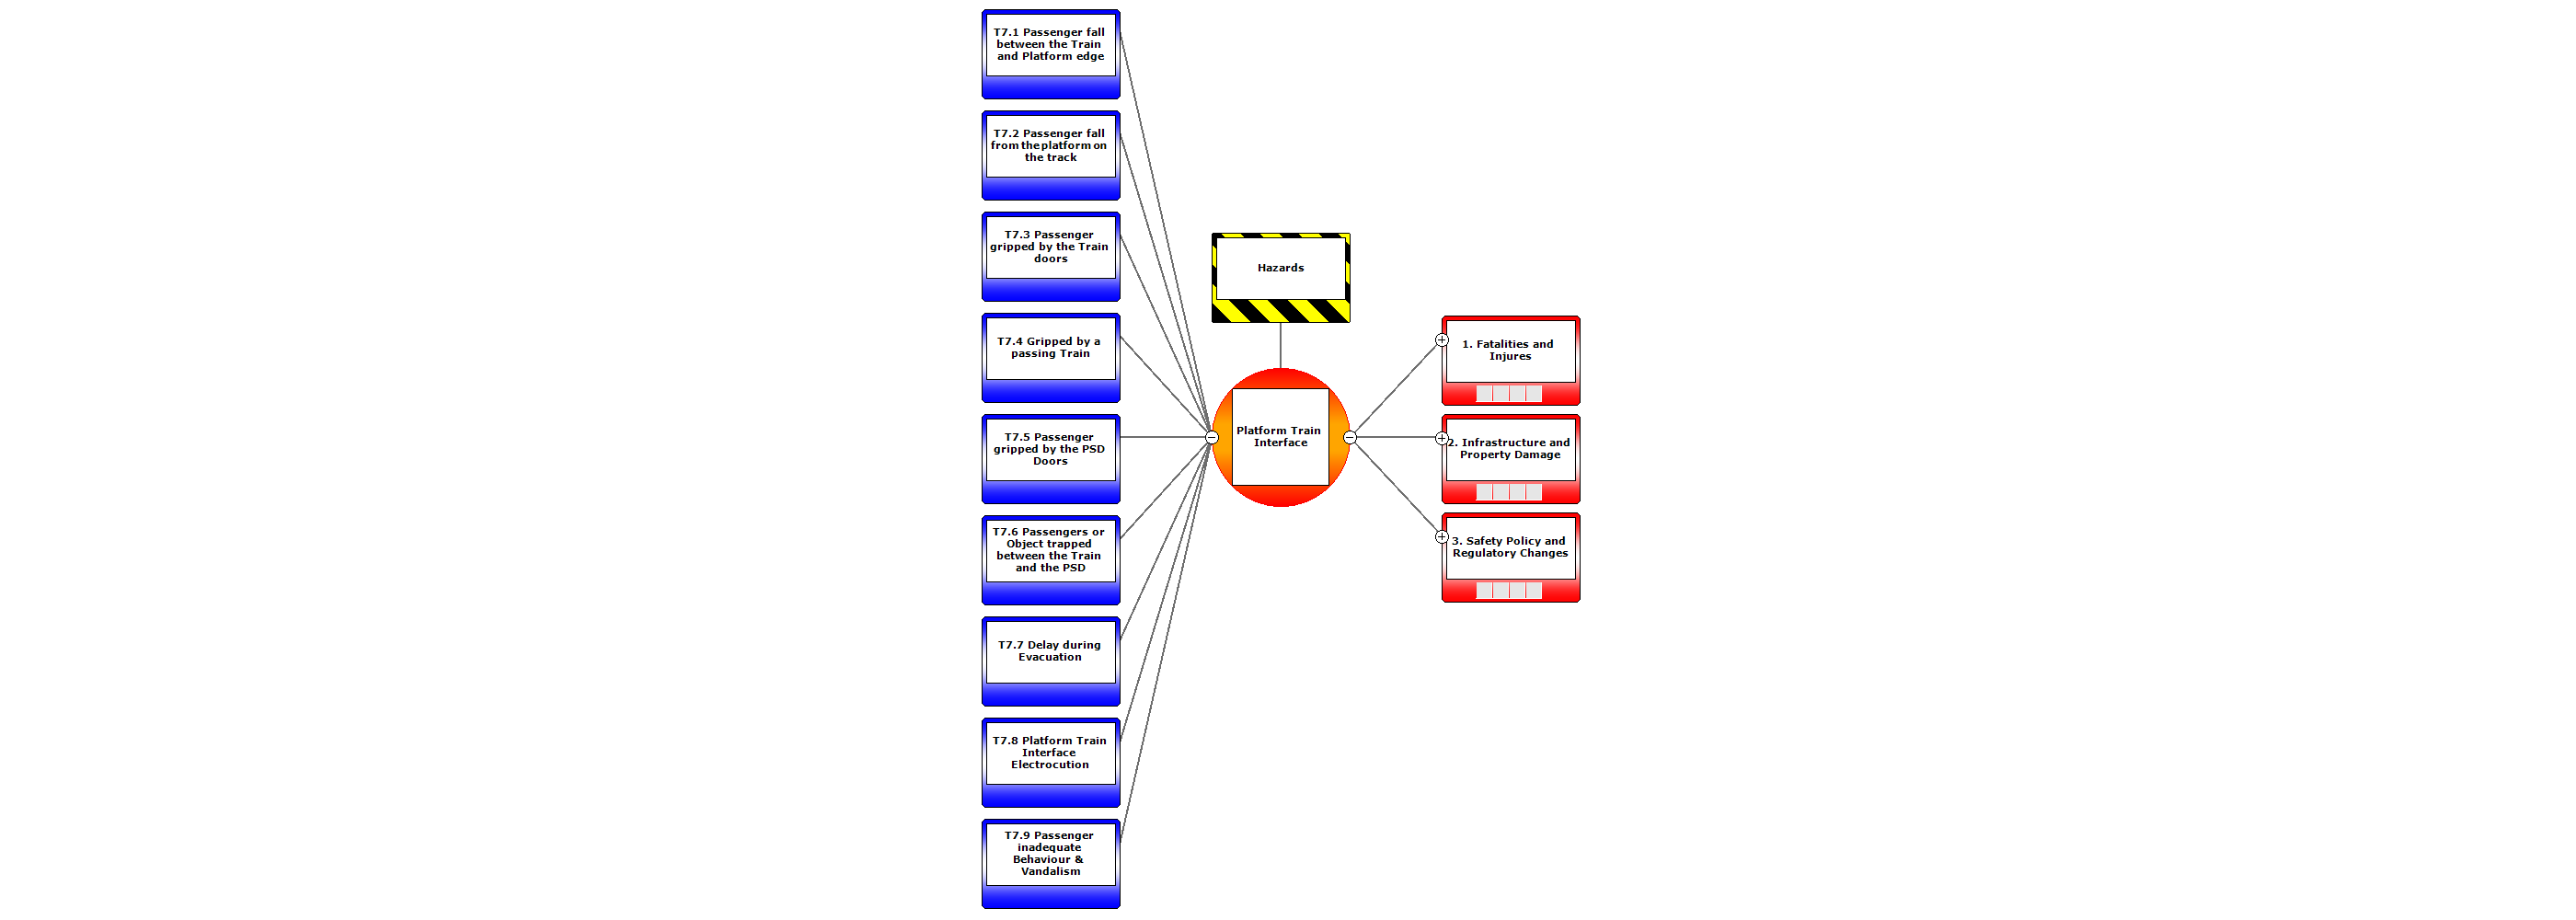 T7.1 Passenger fall
between the Train
and Platform edge
T7.2 Passenger fall
from the platform on
the track
T7.3 Passenger
gripped by the Train
doors
T7.4 Gripped by a
passing Train
T7.5 Passenger
gripped by the PSD
Doors
T7.6 Passengers or
Object trapped
between the Train
and the PSD
T7.7 Delay during
Evacuation
T7.8 Platform Train
Interface
Electrocution
T7.9 Passenger
inadequate
Behaviour &
Vandalism
Hazards
Platform Train
Interface
1. Fatalities and
Injures
2. Infrastructure and
Property Damage
3. Safety Policy and
Regulatory Changes